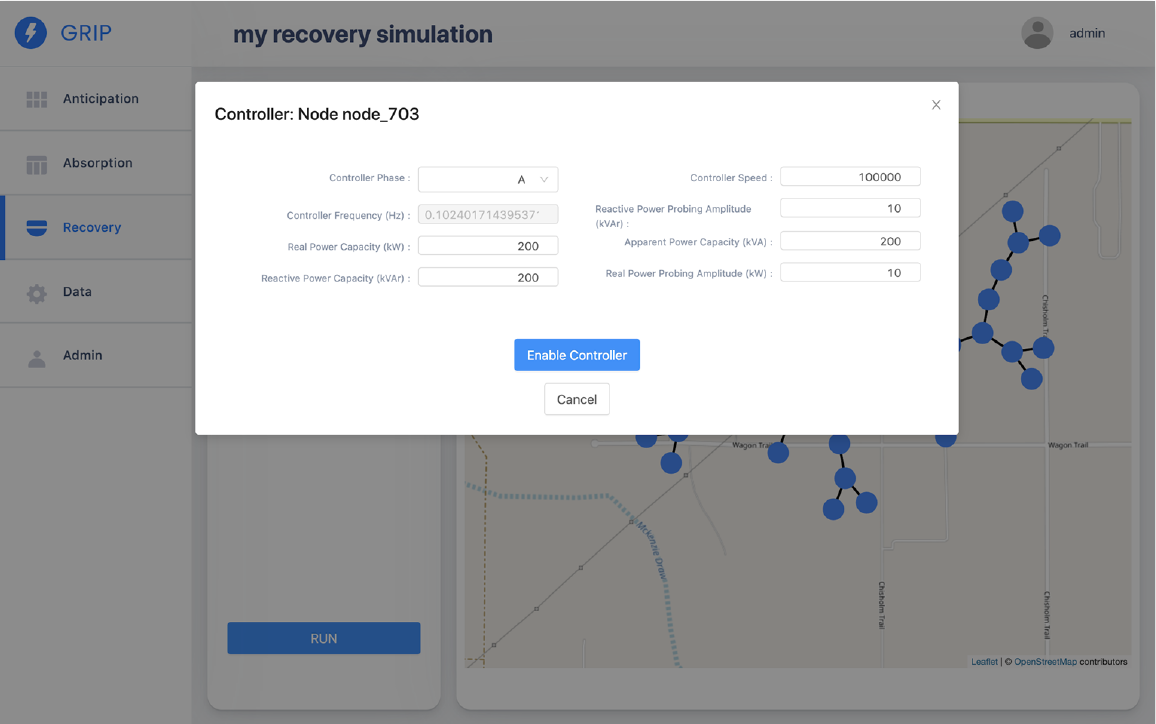 GRIP
my recovery simulation
admin
Anticipation
Absorption
Recovery
Data
Admin
Controller: Node node_703
Controller Phase : A
Controller Speed : 100000
Controller Frequency (Hz) : 0.10240171439537
Reactive Power Probing Amplitude
(kVAr) : 10
Real Power Capacity (kW) : 200
Apparent Power Capacity (kVA) : 200
Reactive Power Capacity (kVAr) : 200
Real Power Probing Amplitude (kW) : 10
Enable Controller
Cancel
RUN
Chisholm Tra
Wagon Trai
Wagon Trail
McKenzie Draw
Chisholm Trail
Chisholm Trail
Leaflet | © OpenStreetMap contributors